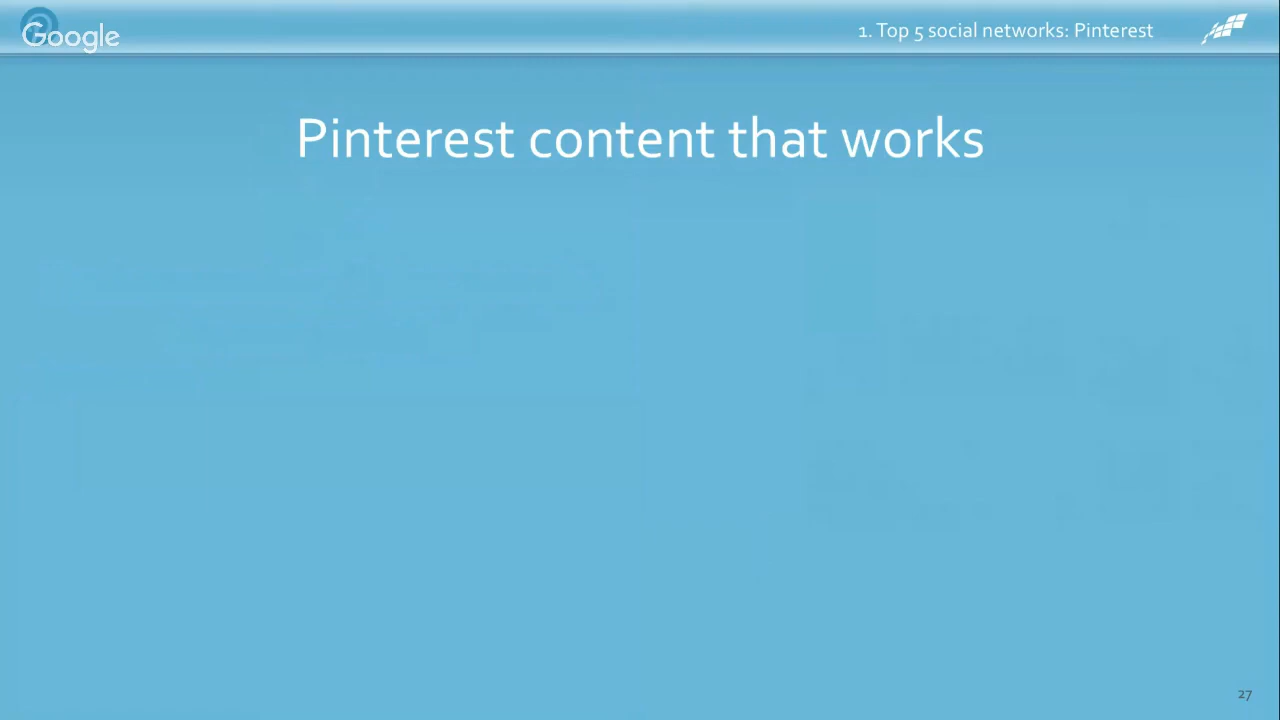 Google
1. Top 5 social networks: Pinterest
Pinterest content that works
27